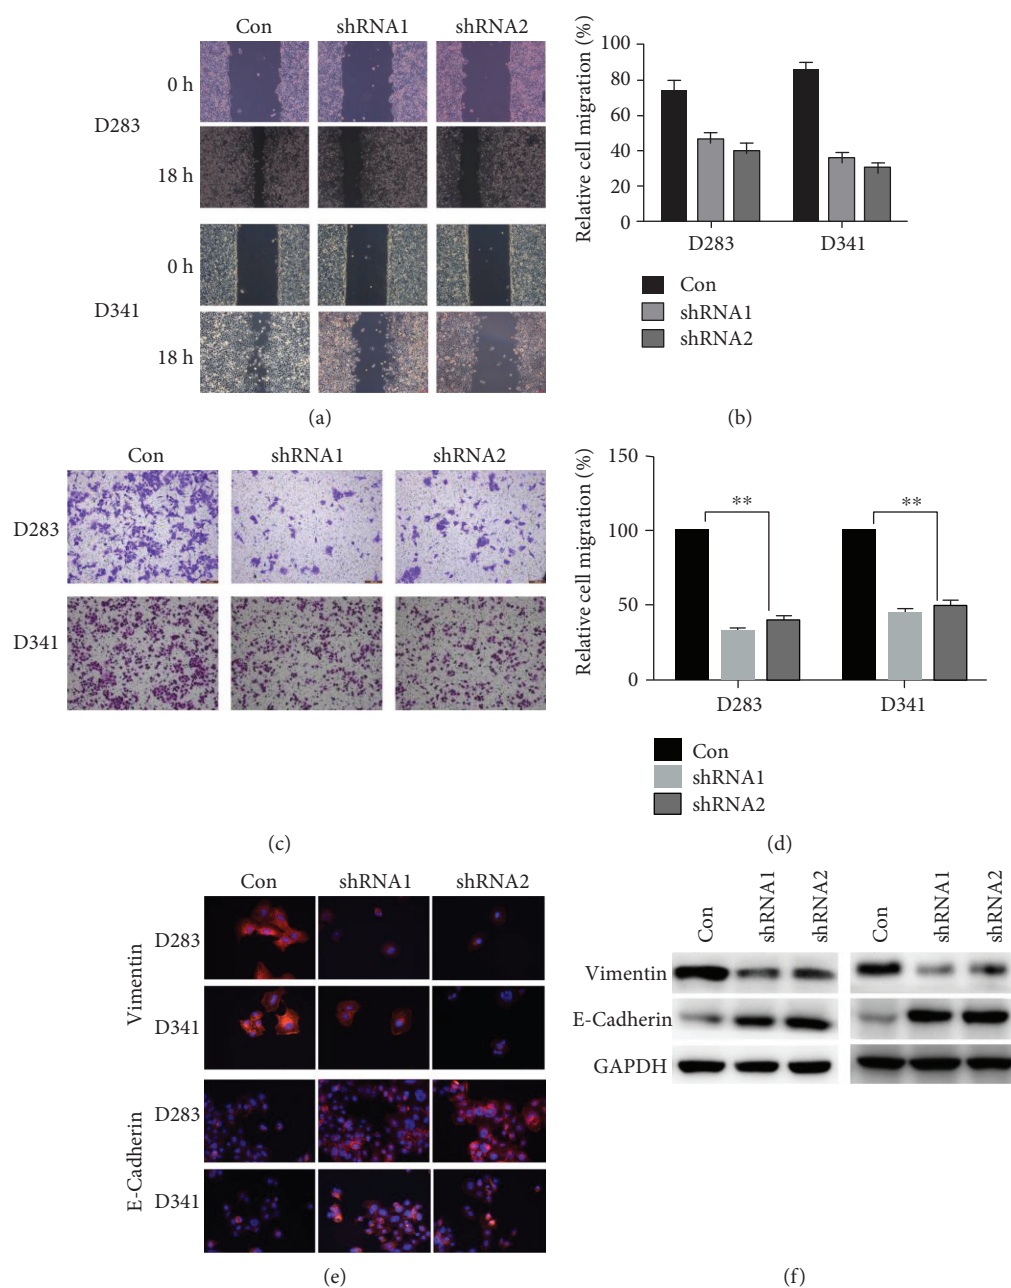 Con shRNA1 shRNA2
0 h
D283
18 h
0 h
D341
18 h
(a)
Relative cell migration (%)
100
80
60
40
20
0
D283 D341
Con
shRNA1
shRNA2
(b)
Con shRNA1 shRNA2
D283
D341
(c)
Relative cell migration (%)
150
100
50
0
** **
D283 D341
Con
shRNA1
shRNA2
(d)
Con shRNA1 shRNA2
Vimentin
D283
D341
E-Cadherin
D283
D341
(e)
Con shRNA1 shRNA2 Con shRNA1 shRNA2
Vimentin
E-Cadherin
GAPDH
(f)